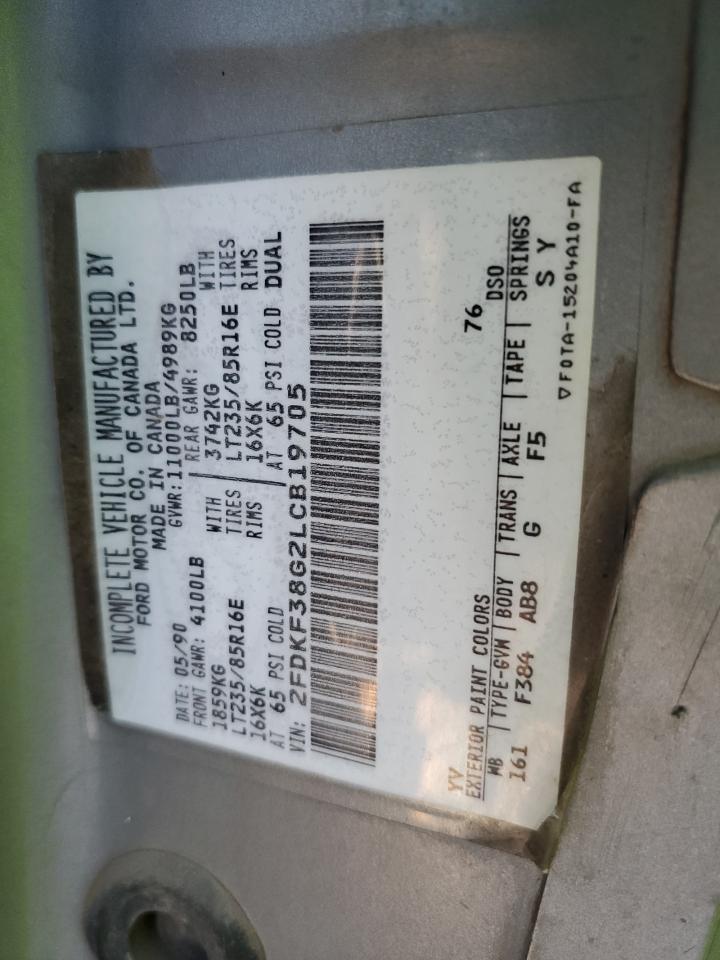 INCOMPLETE VEHICLE MANUFACTURED BY
FORD MOTOR CO. OF CANADA LTD.
MADE IN CANADA
DATE: 05/90 GVWR: 11000LB/4989KG
FRONT GAWR: 4100LB REAR GAWR: 8250LB
1859KG WITH 3742KG WITH
LT235/85R16E TIRES LT235/85R16E TIRES
16X6K RIMS 16X6K RIMS
AT 65 PSI COLD AT 65 PSI COLD DUAL
VIN: 2FDKF38G2LCB19705
YV 76
EXTERIOR PAINT COLORS DSO
WB TYPE-GVW BODY TRANS AXLE TAPE SPRINGS
161 F384 AB8 G F5 S Y
▽F0TA-15204A10-FA